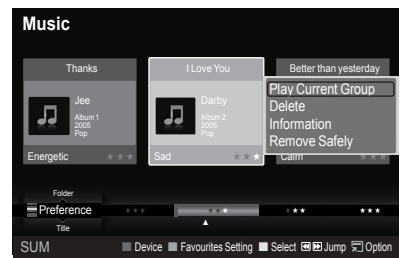 Music
Thanks
I Love You
Better than yesterday
Jee
Album 1
2005
Pop
Darby
Album 2
2005
Pop
Play Current Group
Delete
Information
Remove Safely
Energetic
Sad
Calm
Folder
Preference
Title
SUM
Device
Favourites Setting
Select
Jump
Option